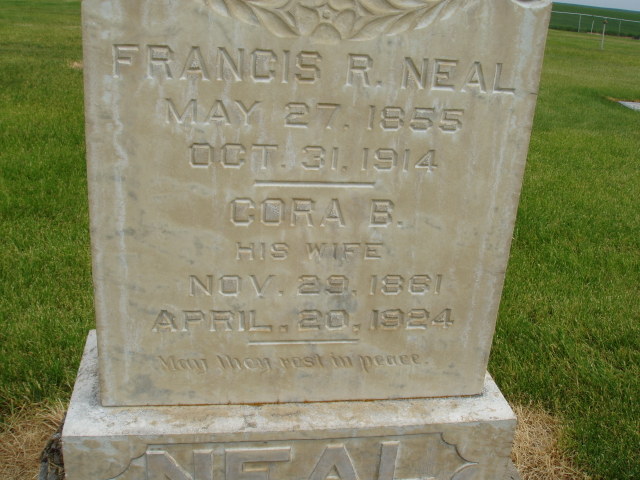 FRANCIS R. NEAL
MAY 27, 1855
OCT. 31, 1914
CORA B.
HIS WIFE
NOV. 29, 1861
APRIL, 20, 1924
May they rest in peace.
NEAL